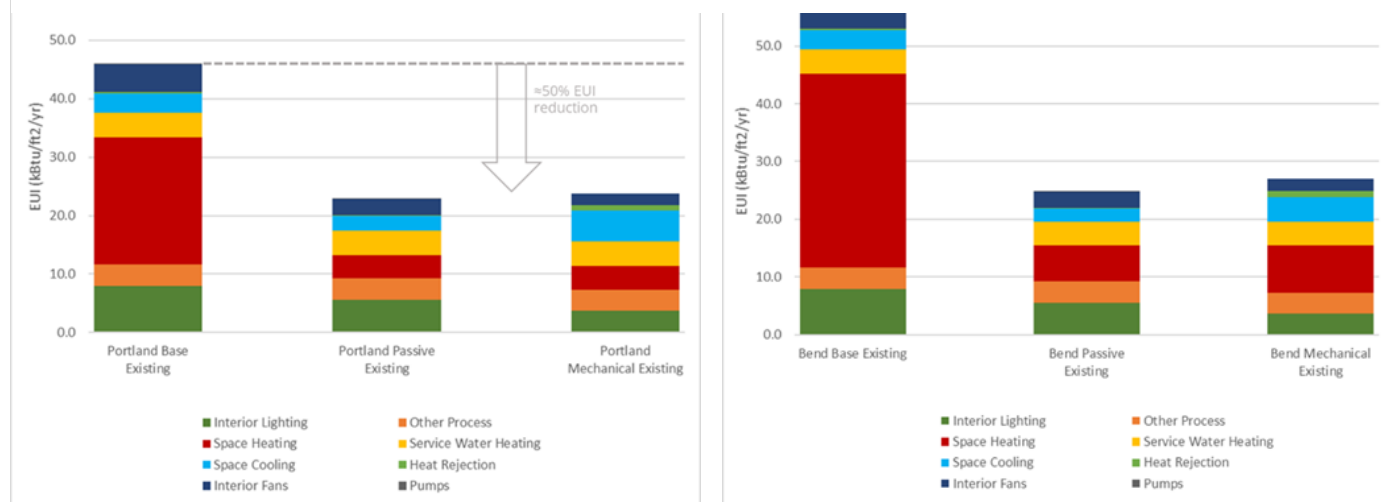 50.0
40.0
30.0
20.0
10.0
0.0
EUI (kBtu/ft2/yr)
≈50% EUI
reduction
Portland Base
Existing
Portland Passive
Existing
Portland
Mechanical Existing
Interior Lighting
Other Process
Space Heating
Service Water Heating
Space Cooling
Heat Rejection
Interior Fans
Pumps
50.0
40.0
30.0
20.0
10.0
0.0
EUI (kBtu/ft2/yr)
Bend Base Existing
Bend Passive
Existing
Bend Mechanical
Existing
Interior Lighting
Other Process
Space Heating
Service Water Heating
Space Cooling
Heat Rejection
Interior Fans
Pumps